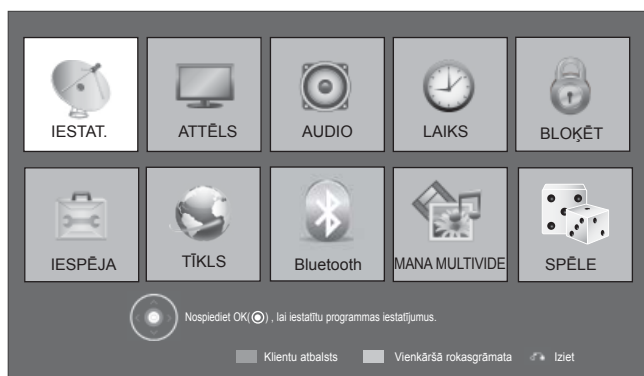 IESTAT. ATTĒLS AUDIO LAIKS BLOĶĒT
IESPĒJA TĪKLS Bluetooth MANA MULTIVIDE SPĒLE
Nospiediet OK(◉) , lai iestatītu programmas iestatījumus.
Klientu atbalsts Vienkāršā rokasgrāmata Iziet